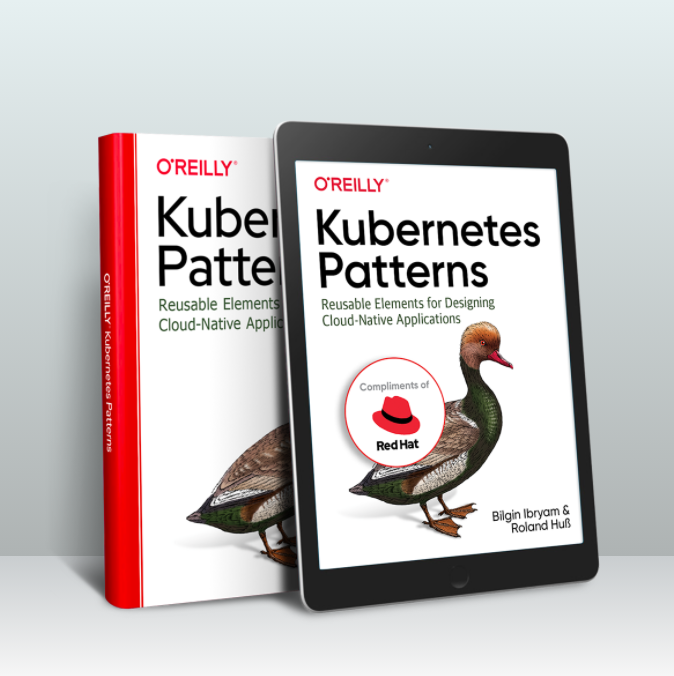 O'REILLY®
Kuber
Patte
Reusable Elements
Cloud-Native Applic
O'REILLY® Kubernetes Patterns
O'REILLY®
Kubernetes
Patterns
Reusable Elements for Designing
Cloud-Native Applications
Compliments of
Red Hat
Bilgin Ibryam &
Roland Huß